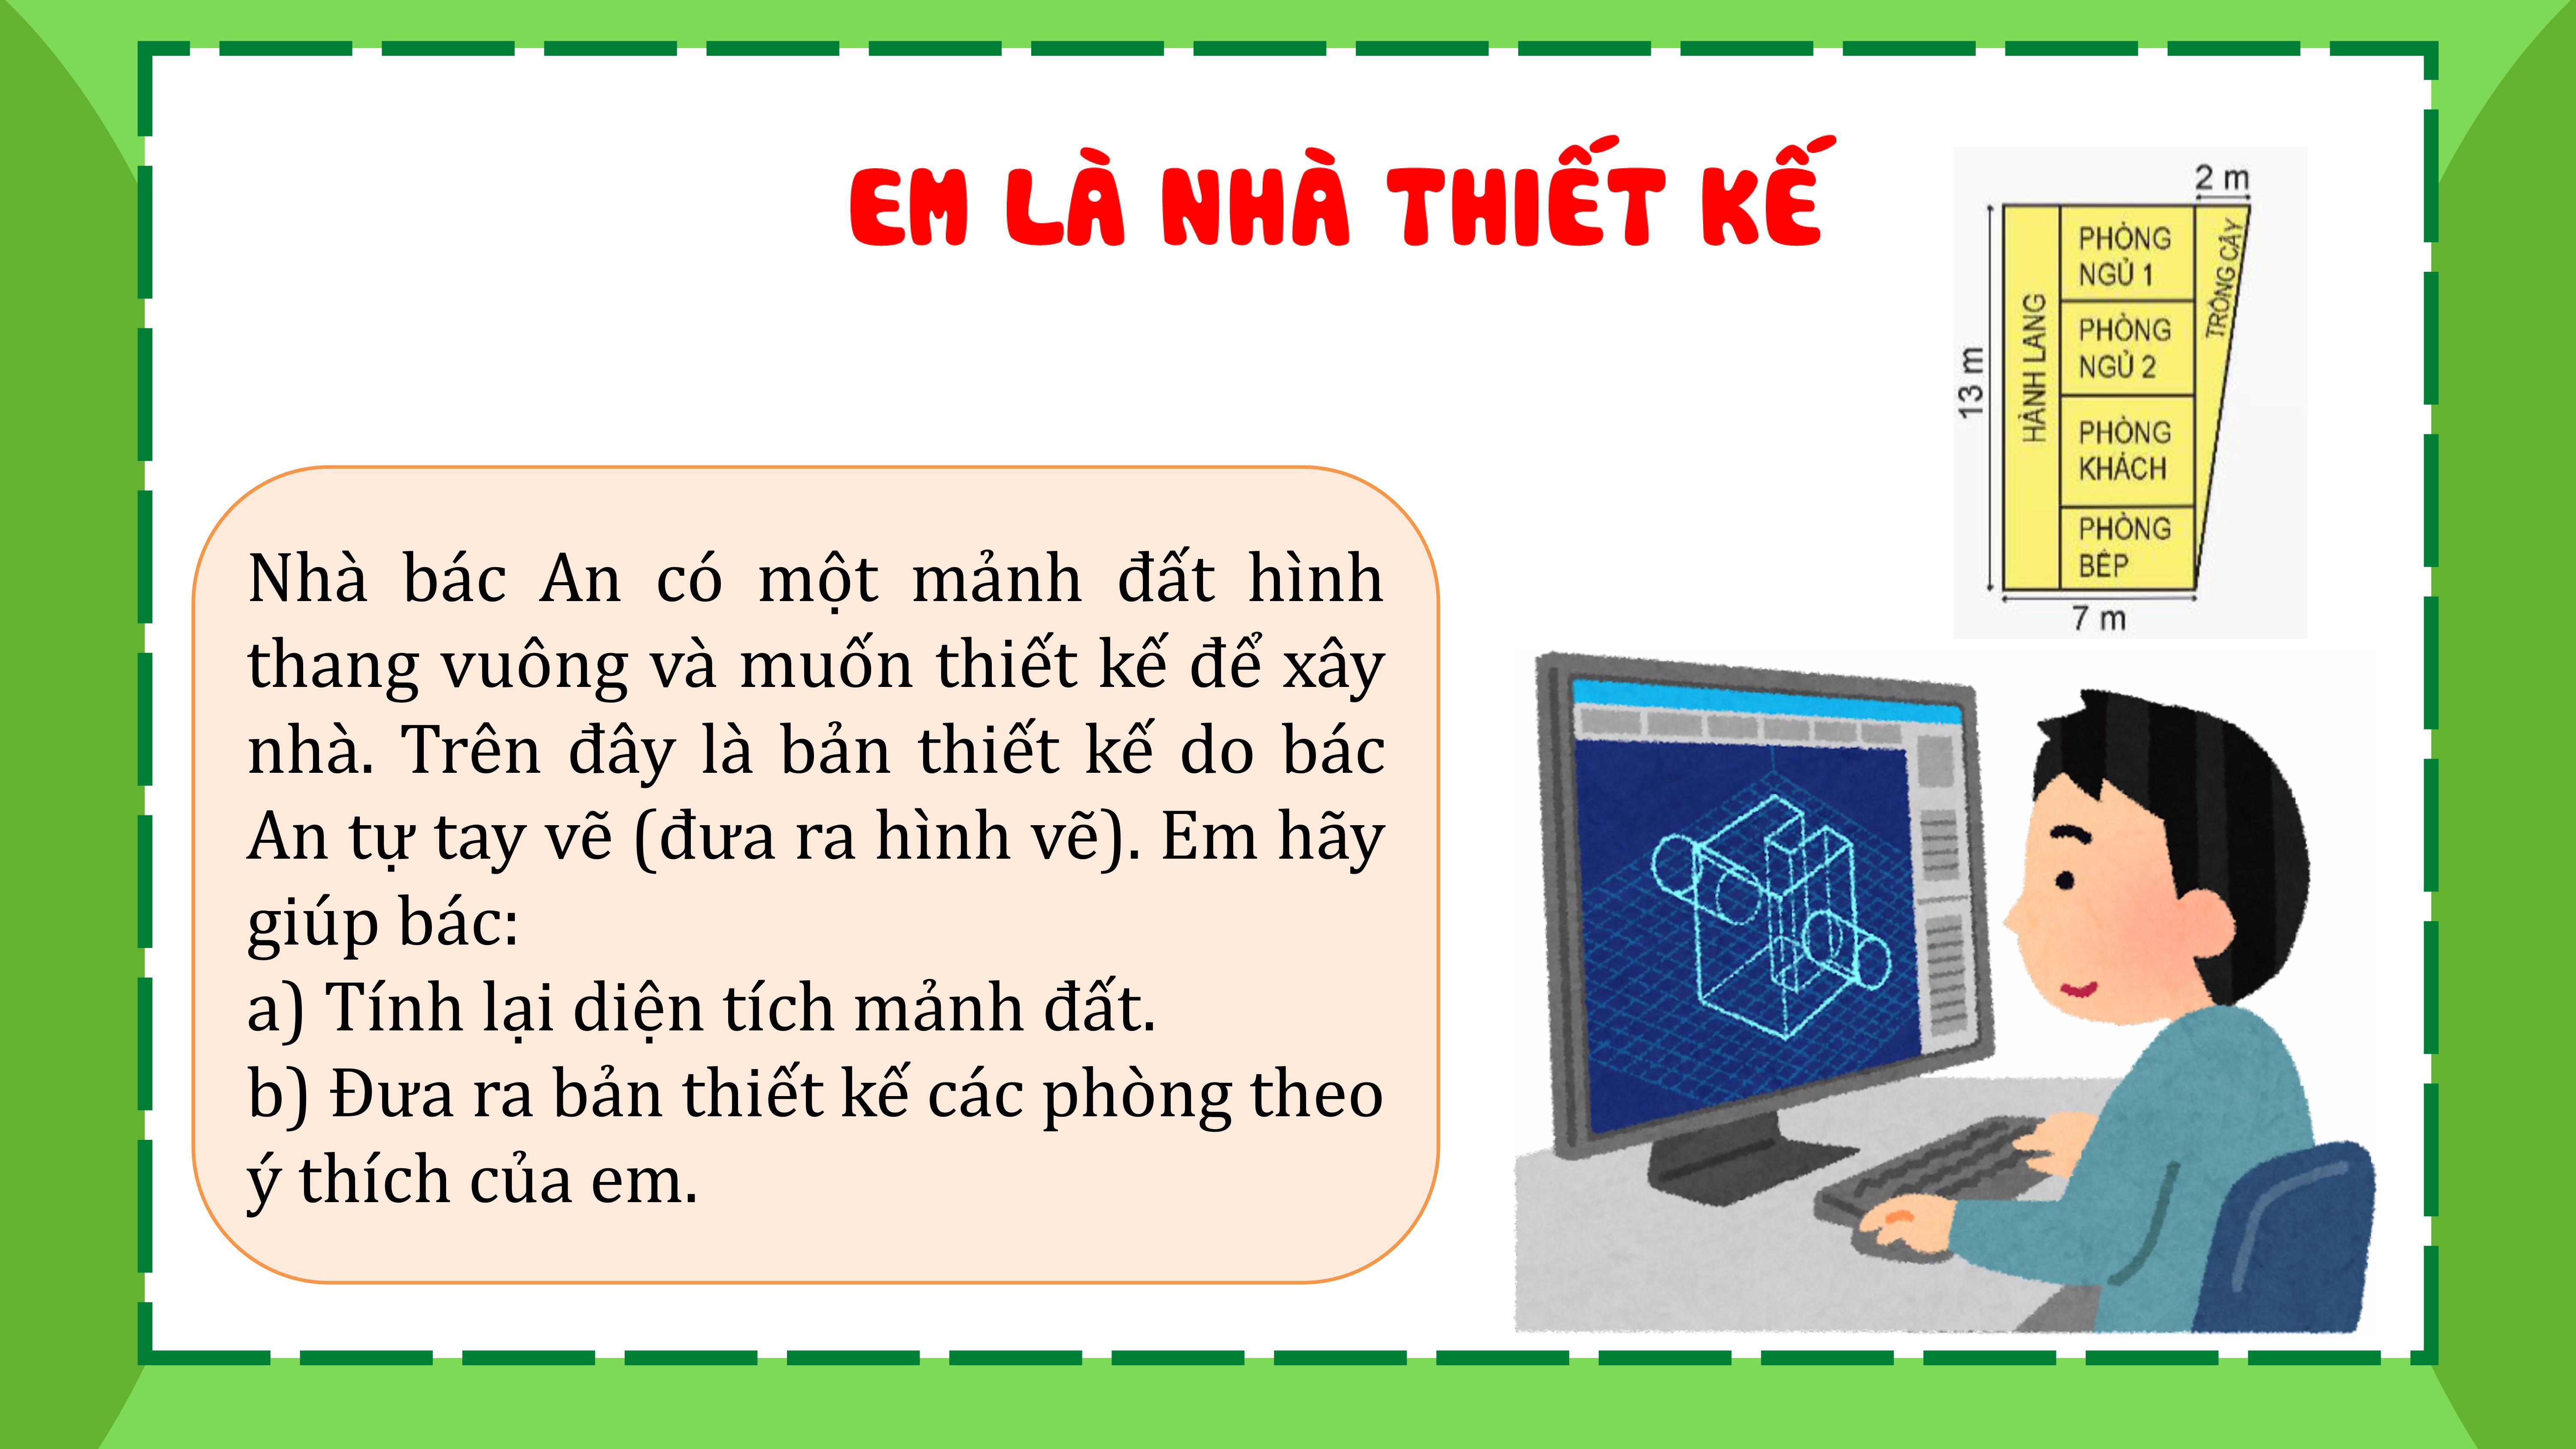 EM LÀ NHÀ THIẾT KẾ
2 m
PHÒNG
NGỦ 1
TRỒNG CÂY
PHÒNG
NGỦ 2
HÀNH LANG
13 m
PHÒNG
KHÁCH
PHÒNG
BẾP
7 m
Nhà bác An có một mảnh đất hình
thang vuông và muốn thiết kế để xây
nhà. Trên đây là bản thiết kế do bác
An tự tay vẽ (đưa ra hình vẽ). Em hãy
giúp bác:
a) Tính lại diện tích mảnh đất.
b) Đưa ra bản thiết kế các phòng theo
ý thích của em.